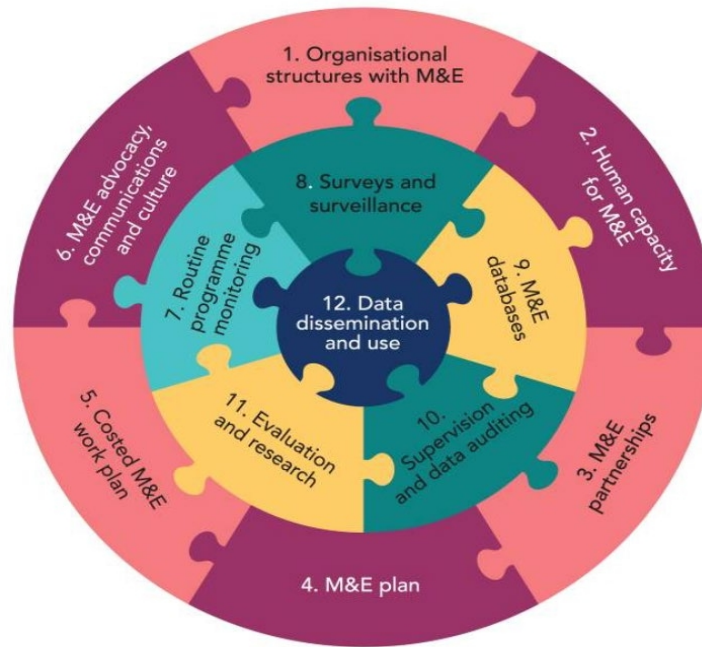 1. Organisational
structures with M&E
2. Human capacity
for M&E
3. M&E
partnerships
4. M&E plan
5. Costed M&E
work plan
6. M&E advocacy,
communications
and culture
7. Routine
programme
monitoring
8. Surveys and
surveillance
9. M&E
databases
10.
Supervision
and data auditing
11. Evaluation
and research
12. Data
dissemination
and use